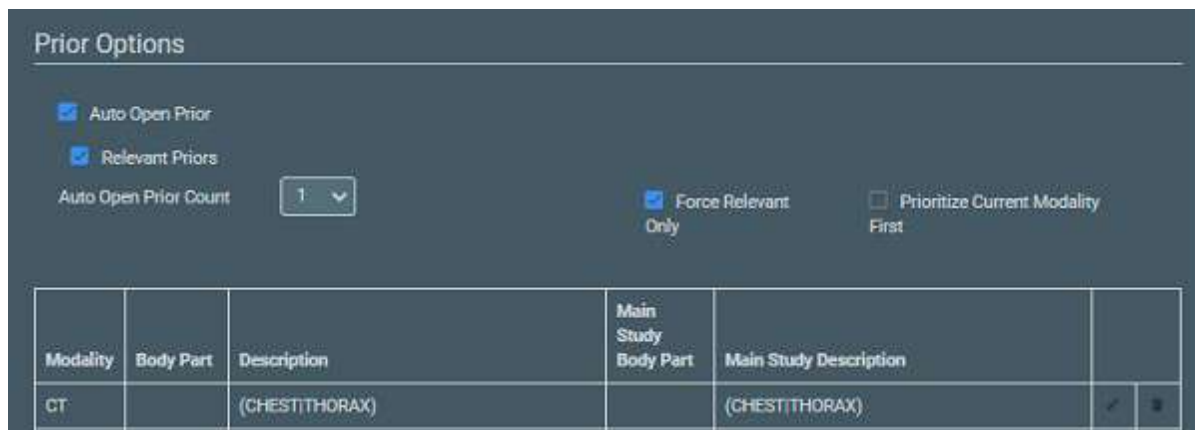 Prior Options
Auto Open Prior
Relevant Priors
Auto Open Prior Count 1
Force Relevant
Only
Prioritize Current Modality
First
Modality
Body Part
Description
Main
Study
Body Part
Main Study Description
CT
(CHEST|THORAX)
(CHEST|THORAX)